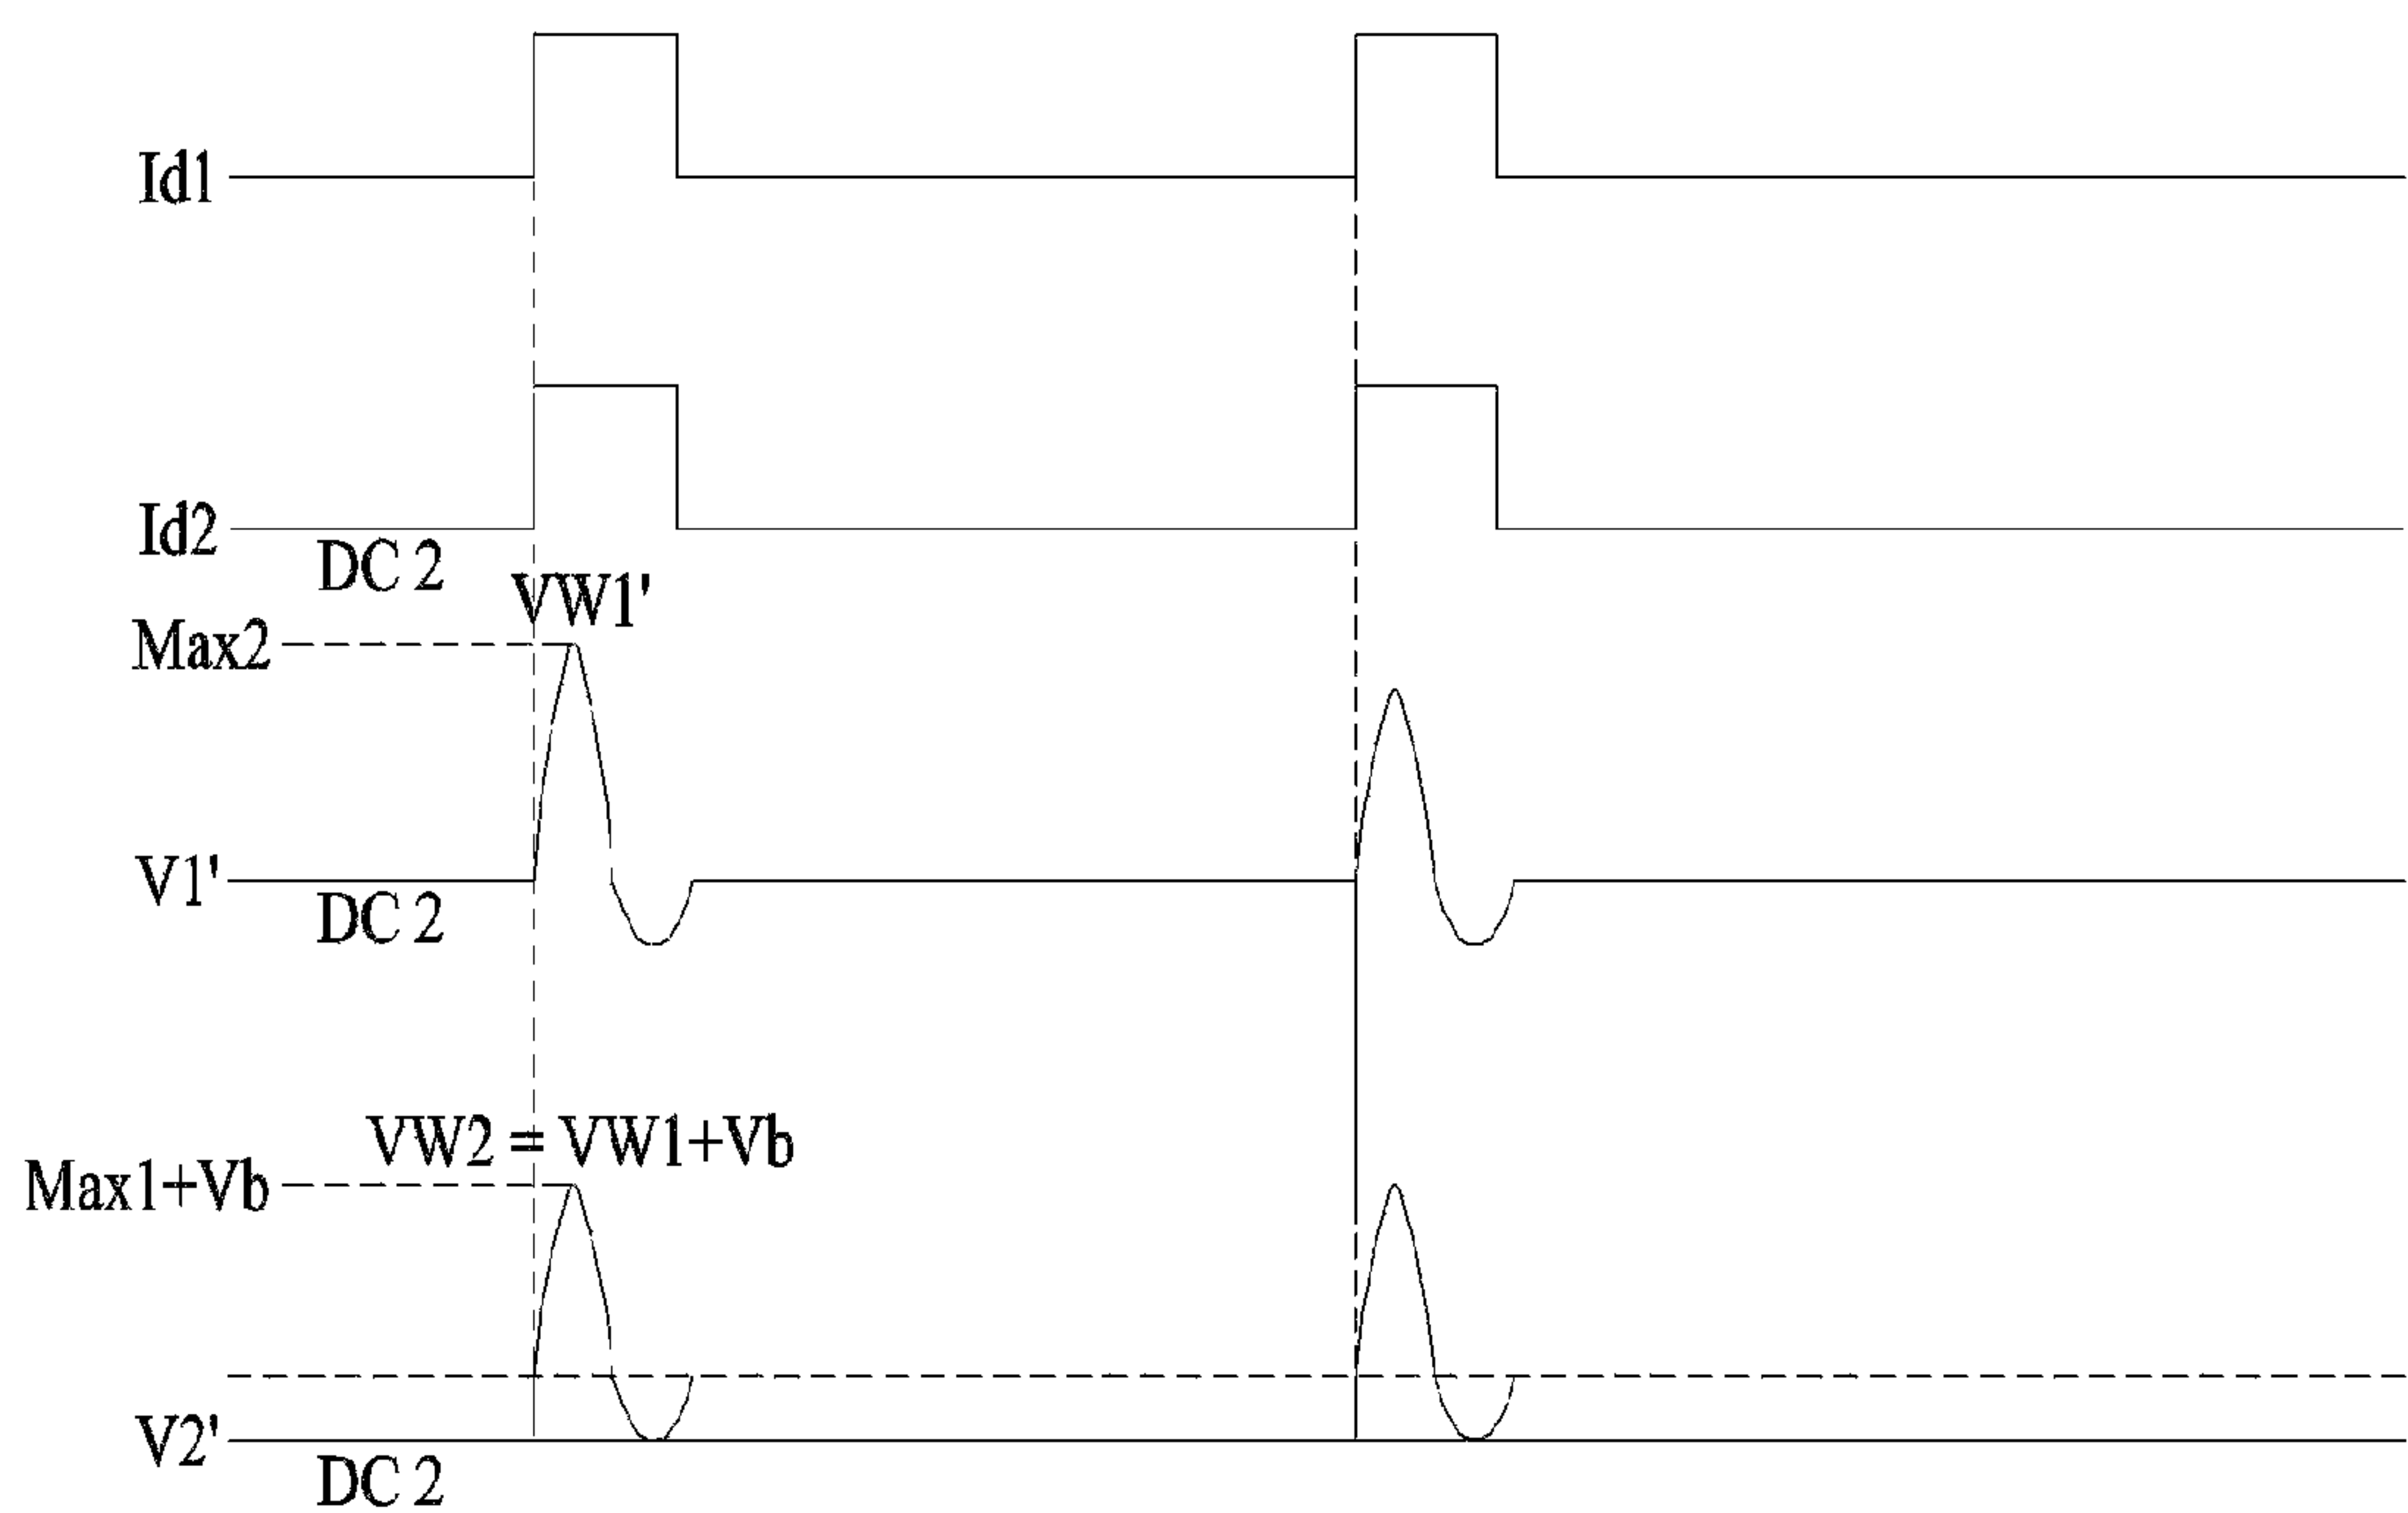 Id1
Id2
DC 2
VW1'
Max2
V1'
DC 2
VW2 = VW1+Vb
Max1+Vb
V2'
DC 2